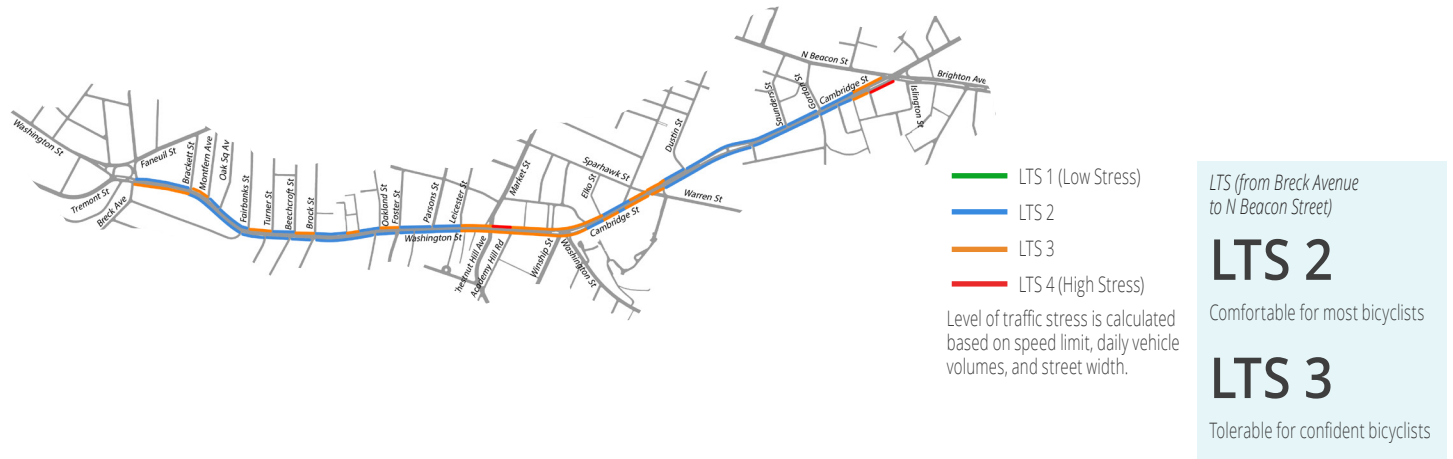 N Beacon St
Brighton Ave
Cambridge St
Gordon St
Saunders St
Islington St
Washington St
Faneuil St
Brackett St
Montfern Ave
Oak Sq Av
Tremont St
Breck Ave
Fairbanks St
Turner St
Beechcroft St
Brock St
Oakland St
Foster St
Parsons St
Leicester St
Washington St
Market St
Sparhawk St
Dustin St
Elko St
Warren St
Cambridge St
hestnut Hill Ave
Academy Hill Rd
Winship St
Washington St
LTS 1 (Low Stress)
LTS 2
LTS 3
LTS 4 (High Stress)
Level of traffic stress is calculated
based on speed limit, daily vehicle
volumes, and street width.
LTS (from Breck Avenue
to N Beacon Street)
LTS 2
Comfortable for most bicyclists
LTS 3
Tolerable for confident bicyclists